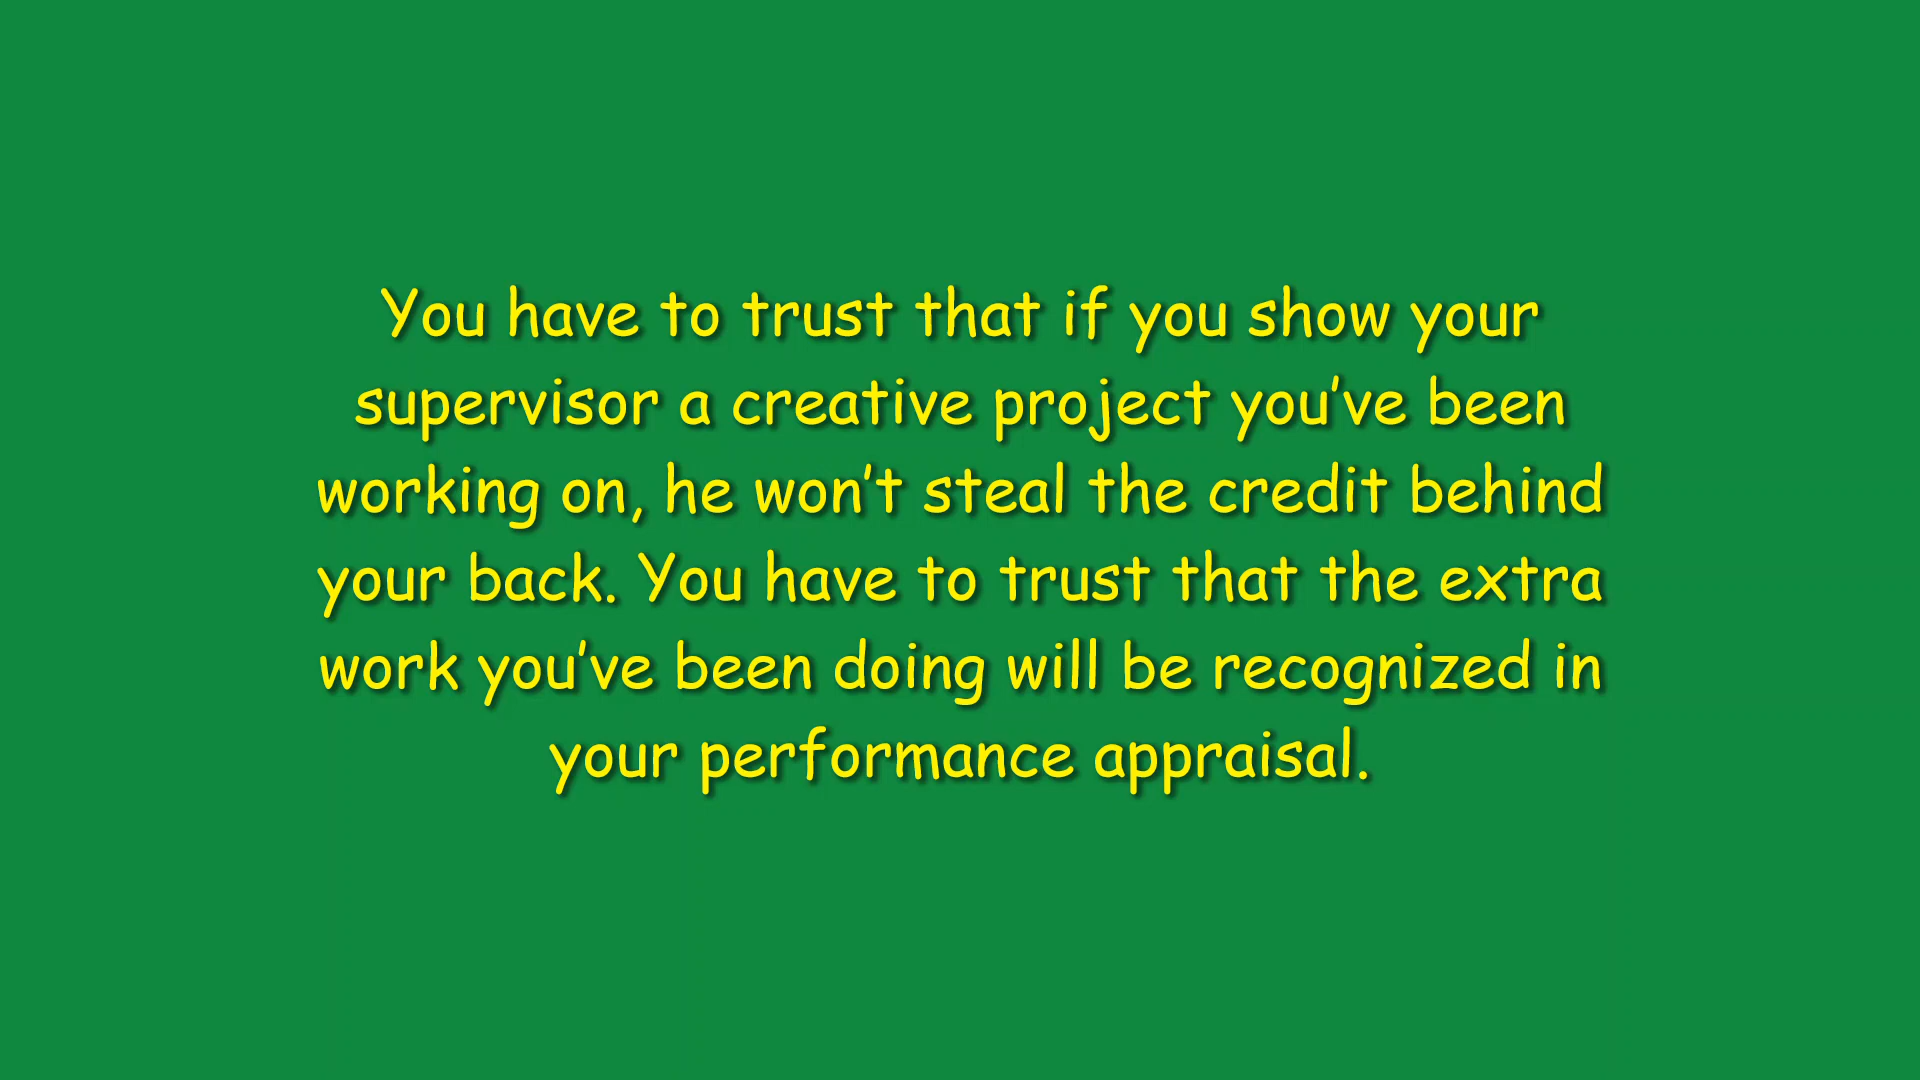 You have to trust that if you show your
supervisor a creative project you’ve been
working on, he won’t steal the credit behind
your back. You have to trust that the extra
work you’ve been doing will be recognized in
your performance appraisal.